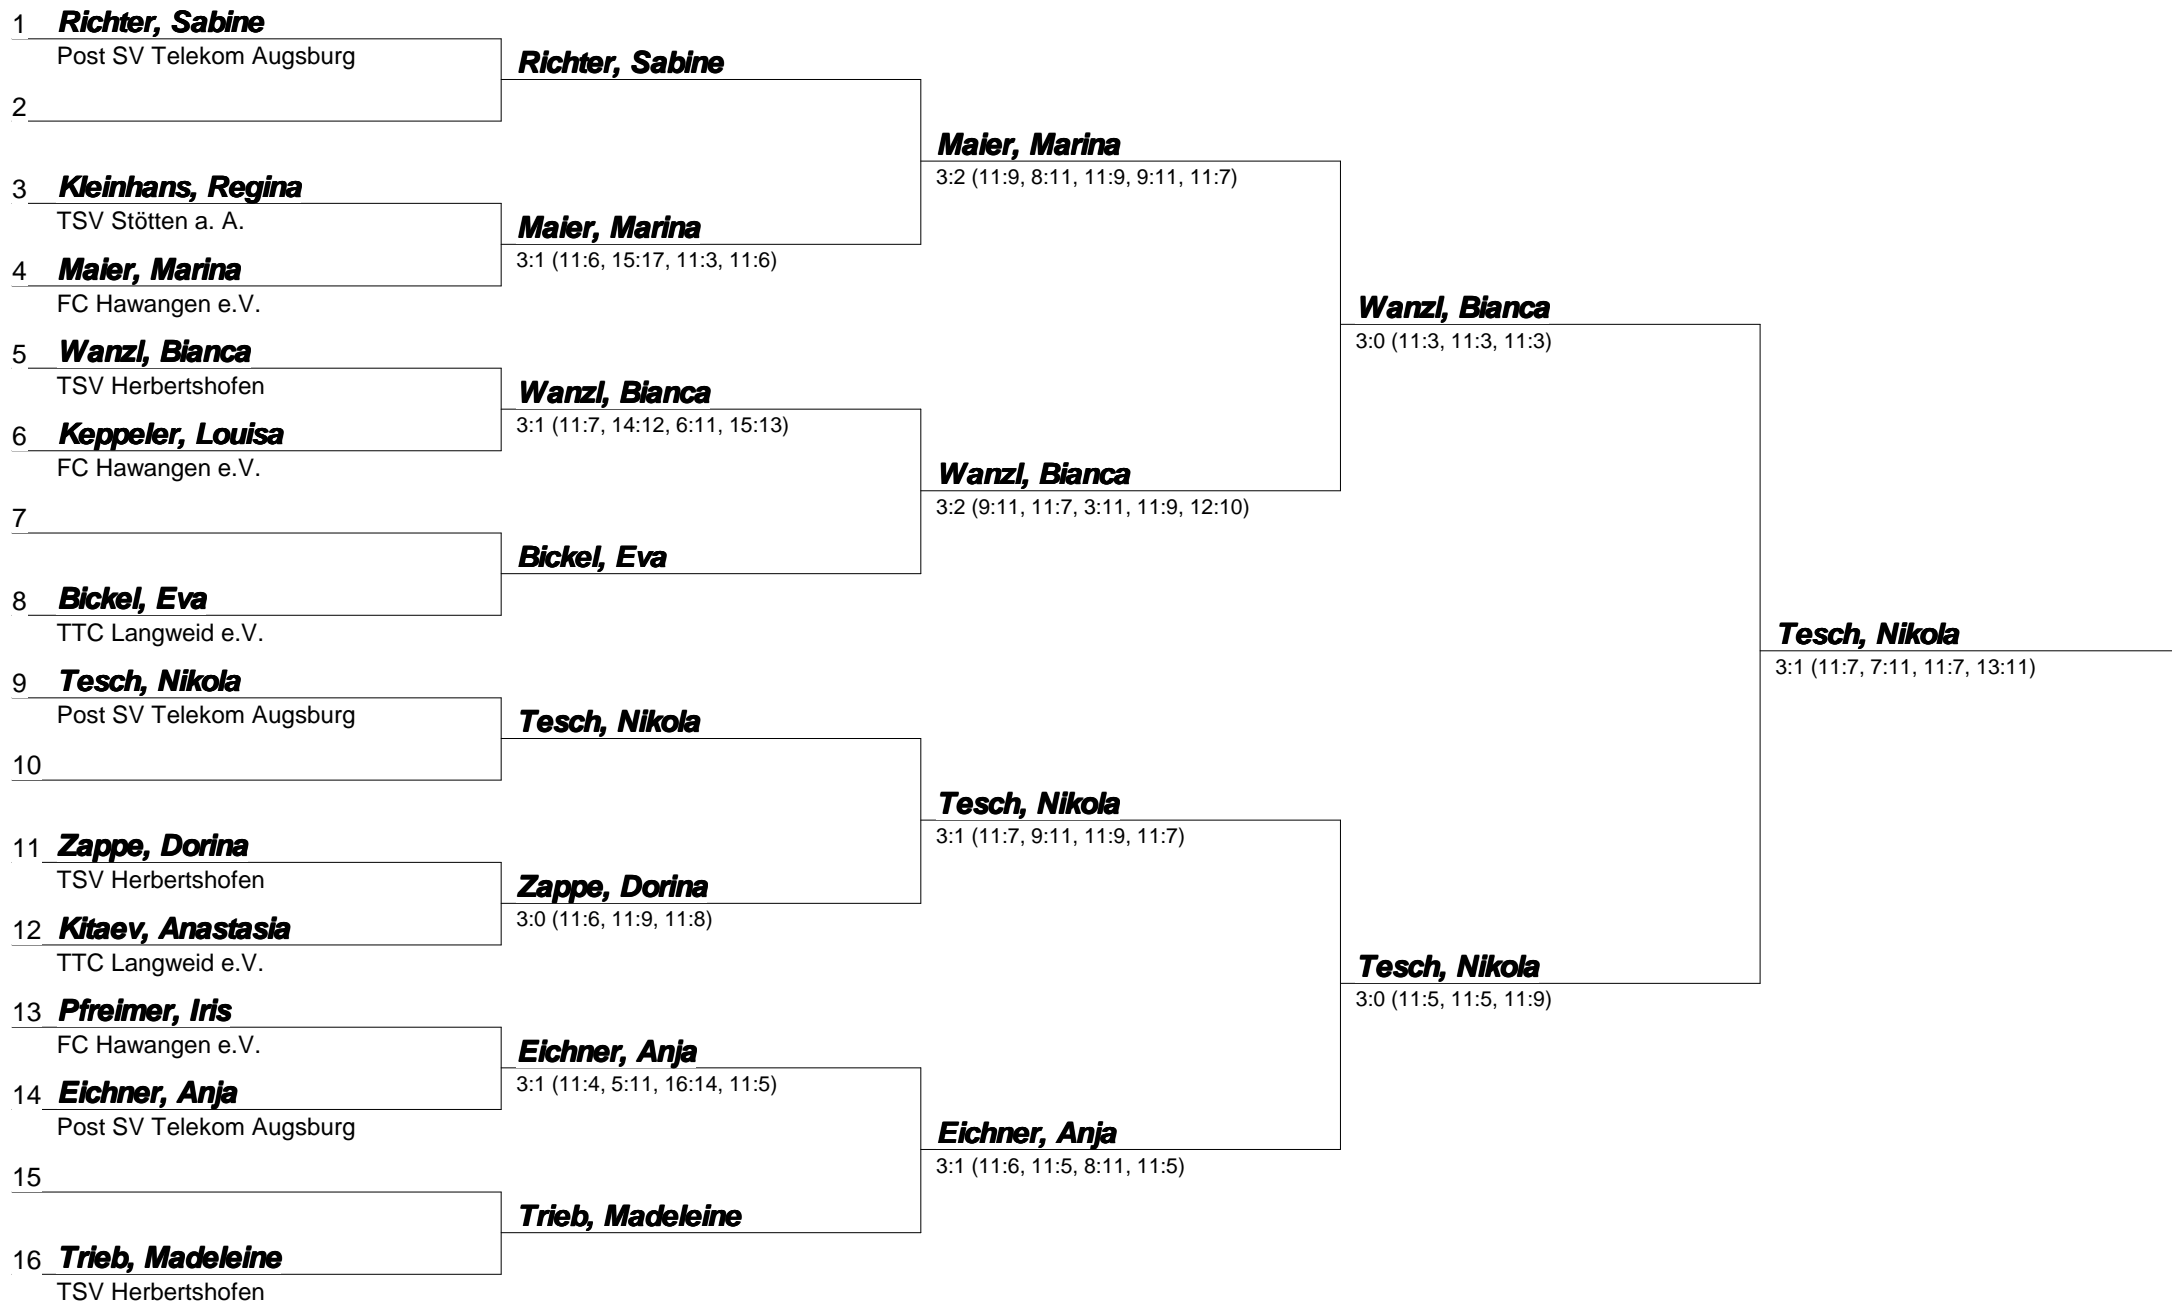 1 Richter, Sabine
Post SV Telekom Augsburg
Richter, Sabine
2
Maier, Marina
3:2 (11:9, 8:11, 11:9, 9:11, 11:7)
3 Kleinhans, Regina
TSV Stötten a. A.
Maier, Marina
3:1 (11:6, 15:17, 11:3, 11:6)
4 Maier, Marina
FC Hawangen e.V.
Wanzl, Bianca
3:0 (11:3, 11:3, 11:3)
5 Wanzl, Bianca
TSV Herbertshofen
Wanzl, Bianca
3:1 (11:7, 14:12, 6:11, 15:13)
6 Keppeler, Louisa
FC Hawangen e.V.
Wanzl, Bianca
3:2 (9:11, 11:7, 3:11, 11:9, 12:10)
7
Bickel, Eva
8 Bickel, Eva
TTC Langweid e.V.
Tesch, Nikola
3:1 (11:7, 7:11, 11:7, 13:11)
9 Tesch, Nikola
Post SV Telekom Augsburg
Tesch, Nikola
10
Tesch, Nikola
3:1 (11:7, 9:11, 11:9, 11:7)
11 Zappe, Dorina
TSV Herbertshofen
Zappe, Dorina
3:0 (11:6, 11:9, 11:8)
12 Kitaev, Anastasia
TTC Langweid e.V.
Tesch, Nikola
3:0 (11:5, 11:5, 11:9)
13 Pfreimer, Iris
FC Hawangen e.V.
Eichner, Anja
3:1 (11:4, 5:11, 16:14, 11:5)
14 Eichner, Anja
Post SV Telekom Augsburg
Eichner, Anja
3:1 (11:6, 11:5, 8:11, 11:5)
15
Trieb, Madeleine
16 Trieb, Madeleine
TSV Herbertshofen